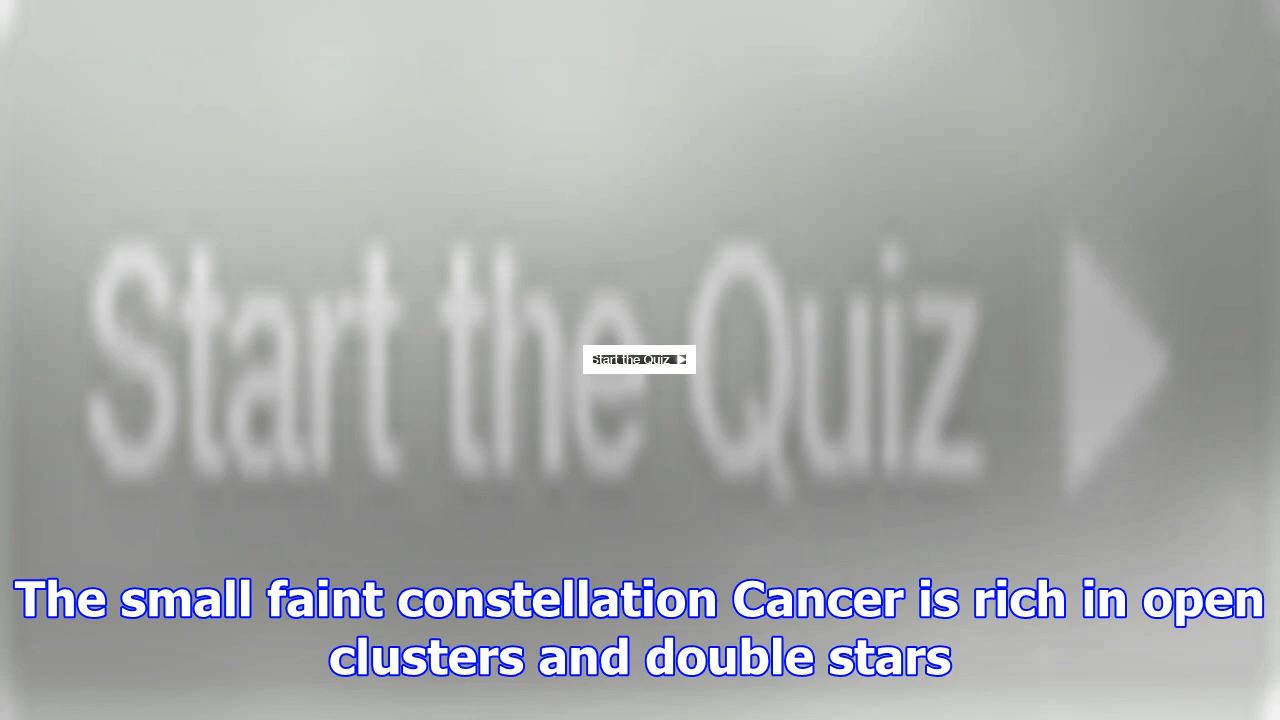 Start the Quiz
Start the Quiz
The small faint constellation Cancer is rich in open
clusters and double stars